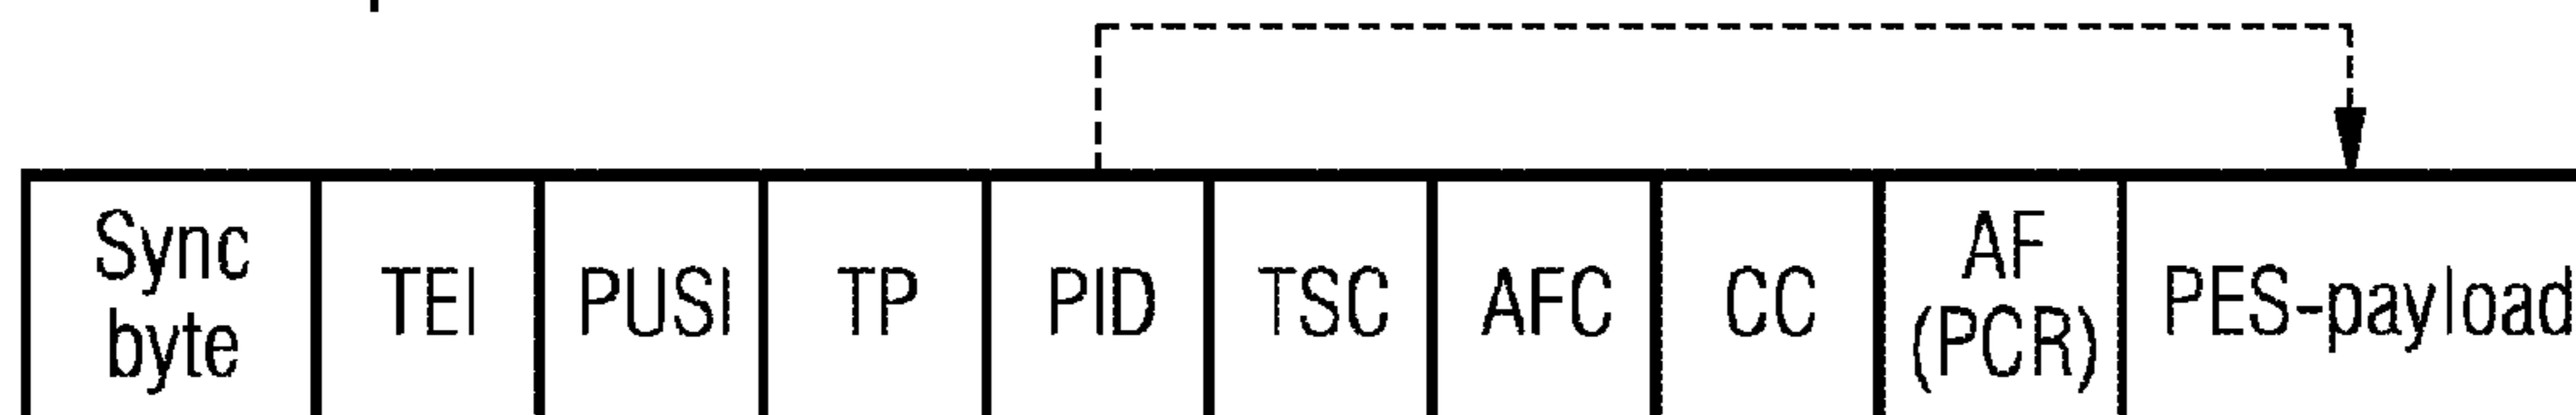 Sync
byte
TEI
PUSI
TP
PID
TSC
AFC
CC
AF
(PCR)
PES-payload